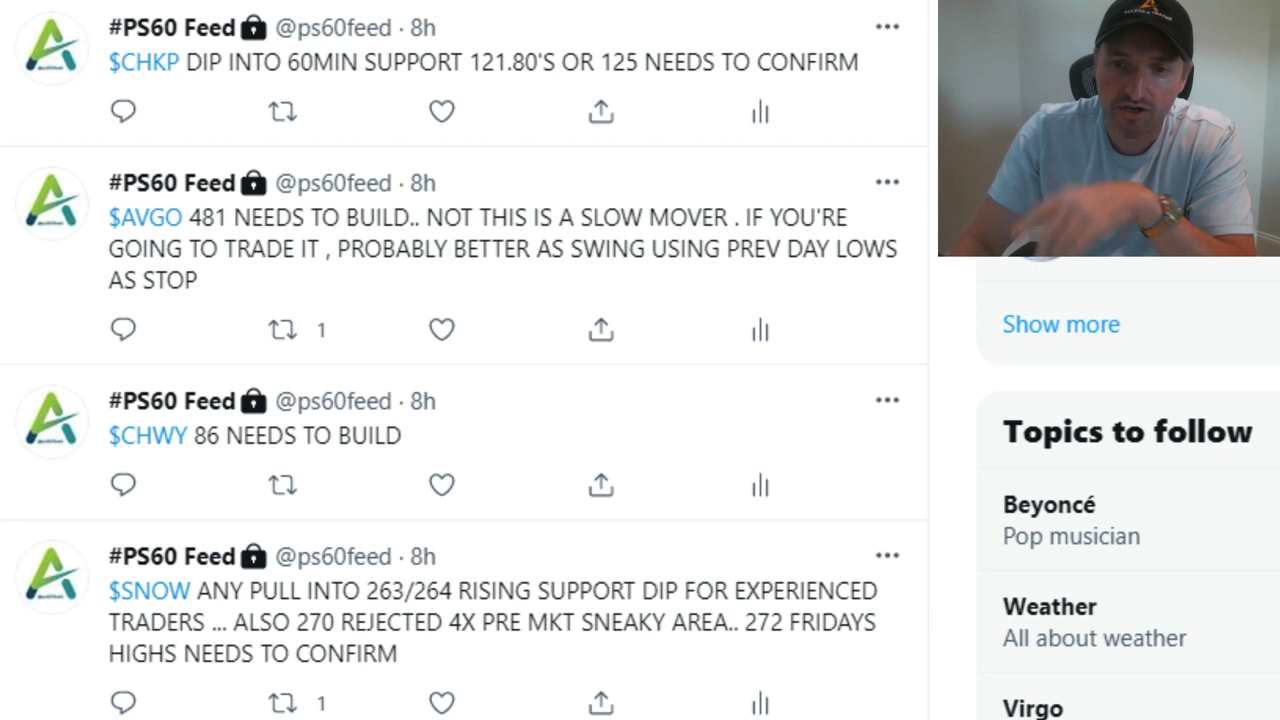 #PS60 Feed @ps60feed · 8h
$CHKP DIP INTO 60MIN SUPPORT 121.80'S OR 125 NEEDS TO CONFIRM
#PS60 Feed @ps60feed · 8h
$AVGO 481 NEEDS TO BUILD.. NOT THIS IS A SLOW MOVER . IF YOU'RE
GOING TO TRADE IT , PROBABLY BETTER AS SWING USING PREV DAY LOWS
AS STOP
1
#PS60 Feed @ps60feed · 8h
$CHWY 86 NEEDS TO BUILD
#PS60 Feed @ps60feed · 8h
$SNOW ANY PULL INTO 263/264 RISING SUPPORT DIP FOR EXPERIENCED
TRADERS ... ALSO 270 REJECTED 4X PRE MKT SNEAKY AREA.. 272 FRIDAYS
HIGHS NEEDS TO CONFIRM
1
Show more
Topics to follow
Beyoncé
Pop musician
Weather
All about weather
Virgo